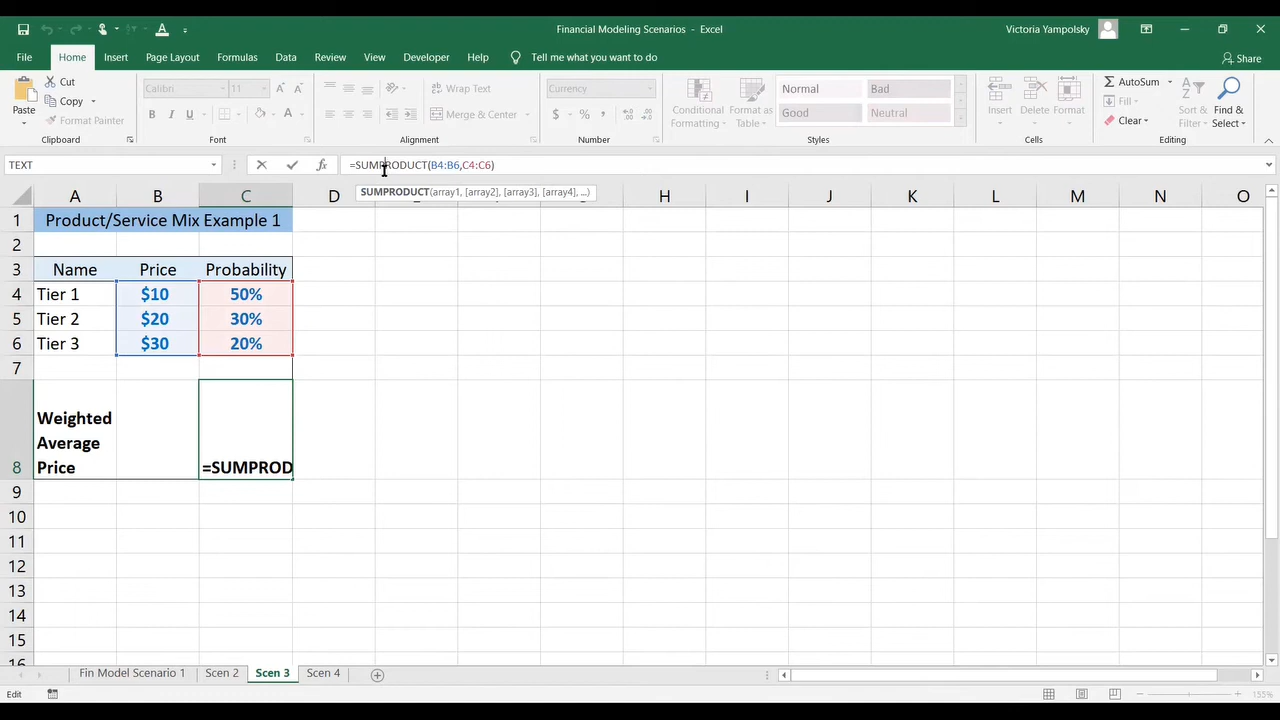 Financial Modeling Scenarios - Excel
Victoria Yampolsky
File Home Insert Page Layout Formulas Data Review View Developer Help Tell me what you want to do
Share
Paste
Cut
Copy
Format Painter
Clipboard
Calibri 11
B I U
Font
Wrap Text
Merge & Center
Alignment
Currency
$ % ,
Number
Conditional Formatting
Format as Table
Normal Bad
Good Neutral
Styles
Insert Delete Format
Cells
AutoSum
Fill
Clear
Sort & Filter
Find & Select
Editing
TEXT
fx
=SUMPRODUCT(B4:B6,C4:C6)
SUMPRODUCT(array1, [array2], [array3], [array4], ...)
A B C D E F G H I J K L M N O
1 Product/Service Mix Example 1
2
3 Name Price Probability
4 Tier 1 $10 50%
5 Tier 2 $20 30%
6 Tier 3 $30 20%
7
Weighted
Average
8 Price =SUMPROD
9
10
11
12
13
14
15
16
Fin Model Scenario 1 Scen 2 Scen 3 Scen 4
Edit
155%